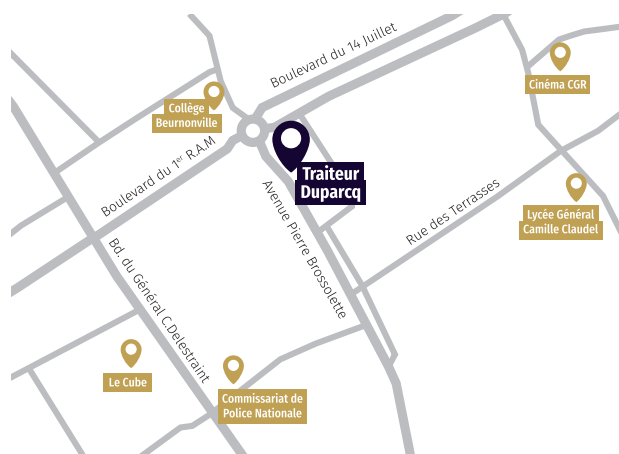 Boulevard du 14 Juillet
Cinéma CGR
Collège
Beurnonville
Boulevard du 1er R.A.M
Traiteur
Duparcq
Avenue Pierre Brossolette
Rue des Terrasses
Lycée Général
Camille Claudel
Bd. du Général C.Delestraint
Le Cube
Commissariat de
Police Nationale